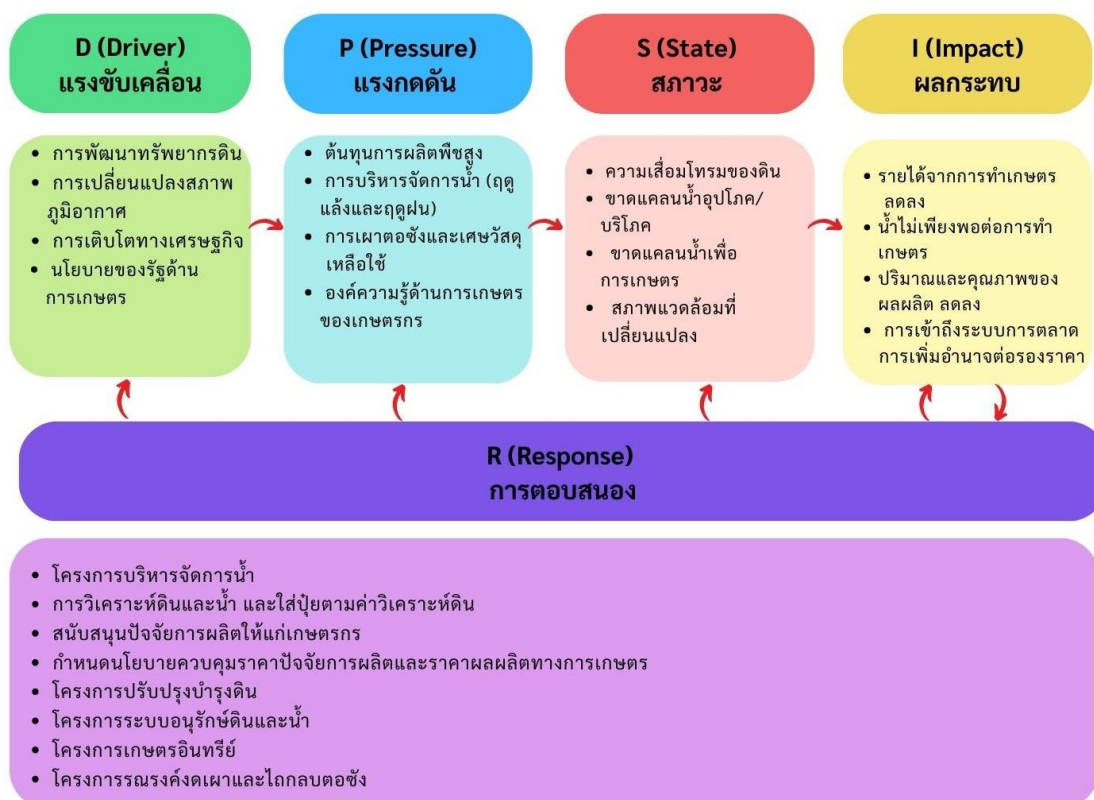 D (Driver)
แรงขับเคลื่อน
P (Pressure)
แรงกดดัน
S (State)
สภาวะ
I (Impact)
ผลกระทบ
• การพัฒนาทรัพยากรดิน
• การเปลี่ยนแปลงสภาพ
ภูมิอากาศ
• การเติบโตทางเศรษฐกิจ
• นโยบายของรัฐด้าน
การเกษตร
• ต้นทุนการผลิตพืชสูง
• การบริหารจัดการน้ำ (ฤดู
แล้งและฤดูฝน)
• การเผาตอซังและเศษวัสดุ
เหลือใช้
• องค์ความรู้ด้านการเกษตร
ของเกษตรกร
• ความเสื่อมโทรมของดิน
• ขาดแคลนน้ำอุปโภค/
บริโภค
• ขาดแคลนน้ำเพื่อ
การเกษตร
• สภาพแวดล้อมที่
เปลี่ยนแปลง
• รายได้จากการทำเกษตร
ลดลง
• น้ำไม่เพียงพอต่อการทำ
เกษตร
• ปริมาณและคุณภาพของ
ผลผลิต ลดลง
• การเข้าถึงระบบการตลาด
การเพิ่มอำนาจต่อรองราคา
R (Response)
การตอบสนอง
• โครงการบริหารจัดการน้ำ
• การวิเคราะห์ดินและน้ำ และใส่ปุ๋ยตามค่าวิเคราะห์ดิน
• สนับสนุนปัจจัยการผลิตให้แก่เกษตรกร
• กำหนดนโยบายควบคุมราคาปัจจัยการผลิตและราคาผลผลิตทางการเกษตร
• โครงการปรับปรุงบำรุงดิน
• โครงการระบบอนุรักษ์ดินและน้ำ
• โครงการเกษตรอินทรีย์
• โครงการรณรงค์งดเผาและไถกลบตอซัง